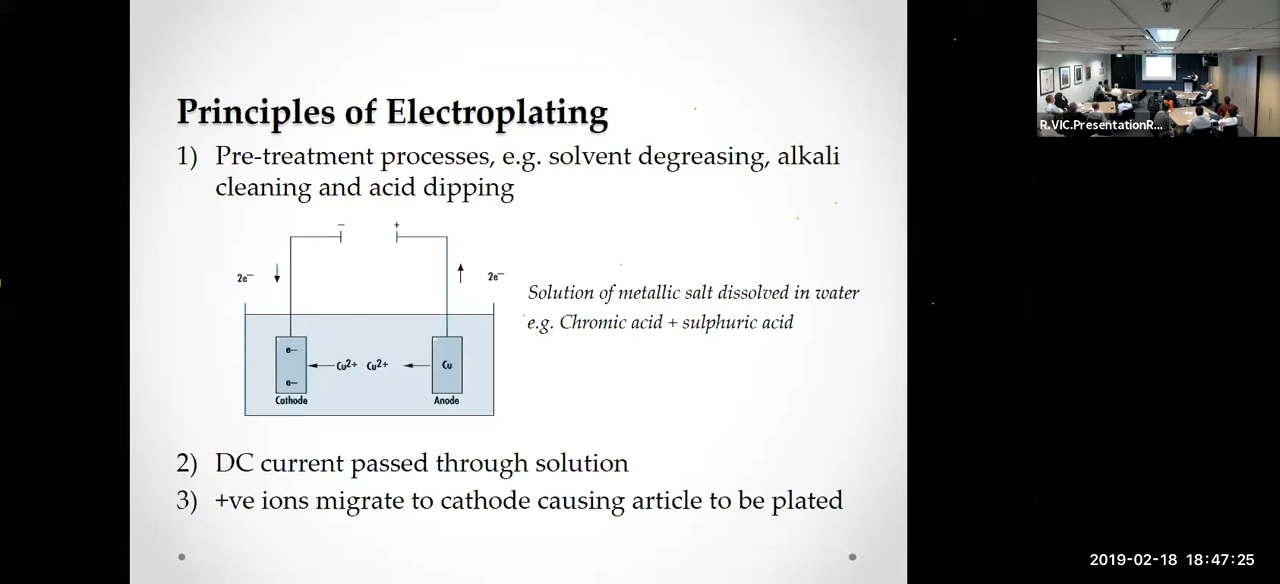 Principles of Electroplating
1) Pre-treatment processes, e.g. solvent degreasing, alkali
cleaning and acid dipping
− +
2e− 2e−
Solution of metallic salt dissolved in water
e.g. Chromic acid + sulphuric acid
e−
Cu2+ Cu2+ Cu
e−
Cathode Anode
2) DC current passed through solution
3) +ve ions migrate to cathode causing article to be plated
R.VIC.PresentationR...
2019-02-18 18:47:25